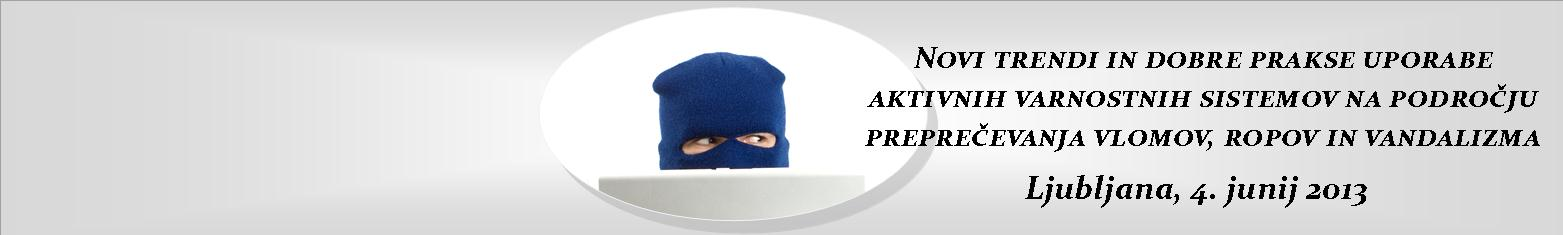 Novi trendi in dobre prakse uporabe
aktivnih varnostnih sistemov na področju
preprečevanja vlomov, ropov in vandalizma
Ljubljana, 4. junij 2013